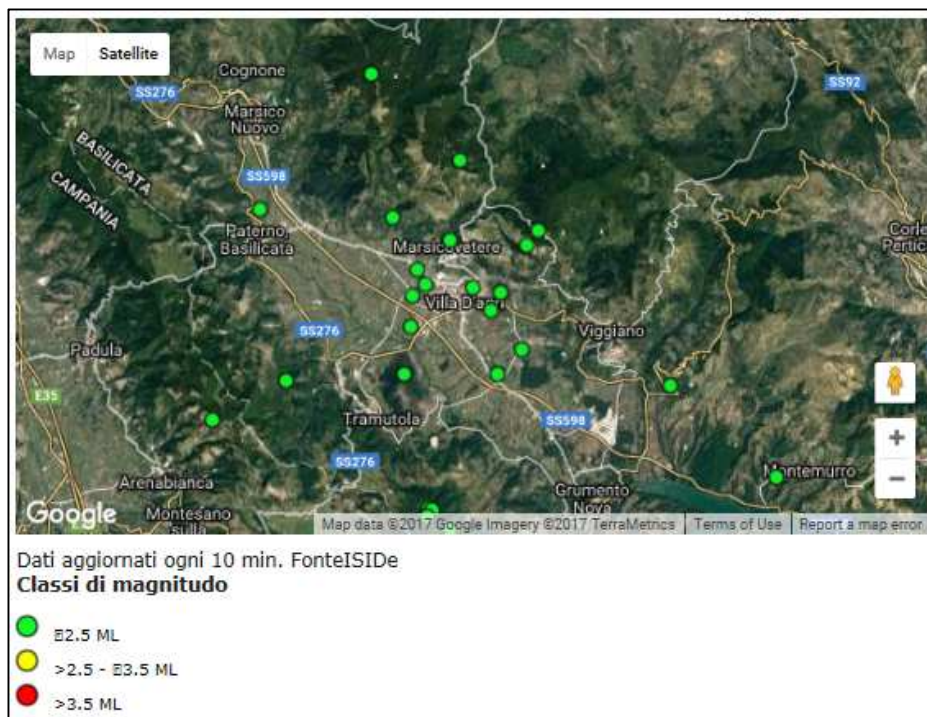 Map Satellite
Cognone
SS276
SS92
Marsico
Nuovo
BASILICATA
CAMPANIA
SS598
Paterno,
Basilicata
Marsicovetere
Corle
Pertic
Villa D'agri
SS276
Viggiano
Padula
E35
Tramutola
SS598
SS276
Arenabianca
Montemurro
Grumento
Nova
Montesano
sulla
Google
Map data ©2017 Google Imagery ©2017 TerraMetrics Terms of Use Report a map error
Dati aggiornati ogni 10 min. FonteISIDe
Classi di magnitudo
2.5 ML
>2.5 - 3.5 ML
>3.5 ML